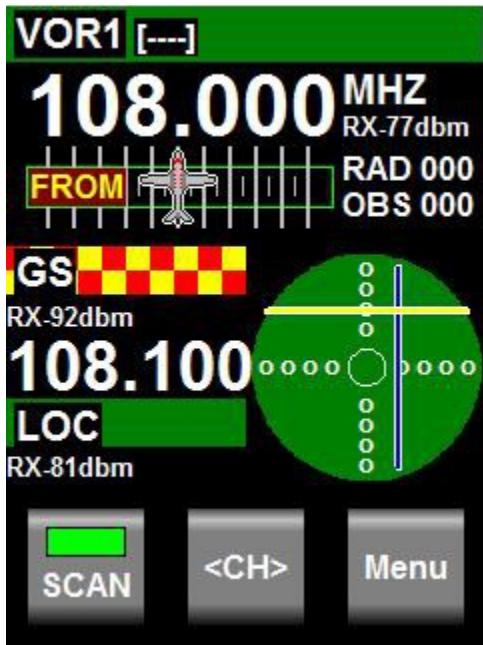 VOR1 [----]
108.000 MHZ
RX-77dbm
FROM
RAD 000
OBS 000
GS
RX-92dbm
108.100
LOC
RX-81dbm
SCAN
<CH>
Menu